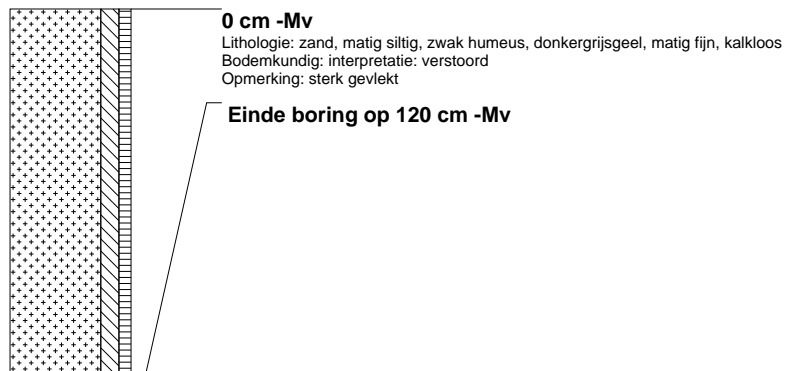 0 cm -Mv
Lithologie: zand, matig siltig, zwak humeus, donkergrijsgeel, matig fijn, kalkloos
Bodemkundig: interpretatie: verstoord
Opmerking: sterk gevlekt
Einde boring op 120 cm -Mv